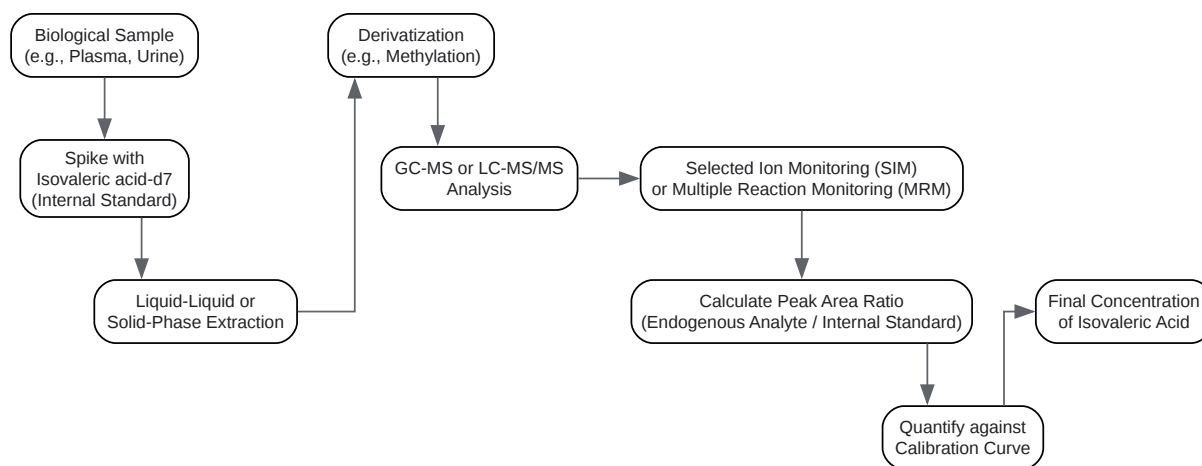 Biological Sample
(e.g., Plasma, Urine)
Spike with
Isovaleric acid-d7
(Internal Standard)
Liquid-Liquid or
Solid-Phase Extraction
Derivatization
(e.g., Methylation)
GC-MS or LC-MS/MS
Analysis
Selected Ion Monitoring (SIM)
or Multiple Reaction Monitoring (MRM)
Calculate Peak Area Ratio
(Endogenous Analyte / Internal Standard)
Quantify against
Calibration Curve
Final Concentration
of Isovaleric Acid